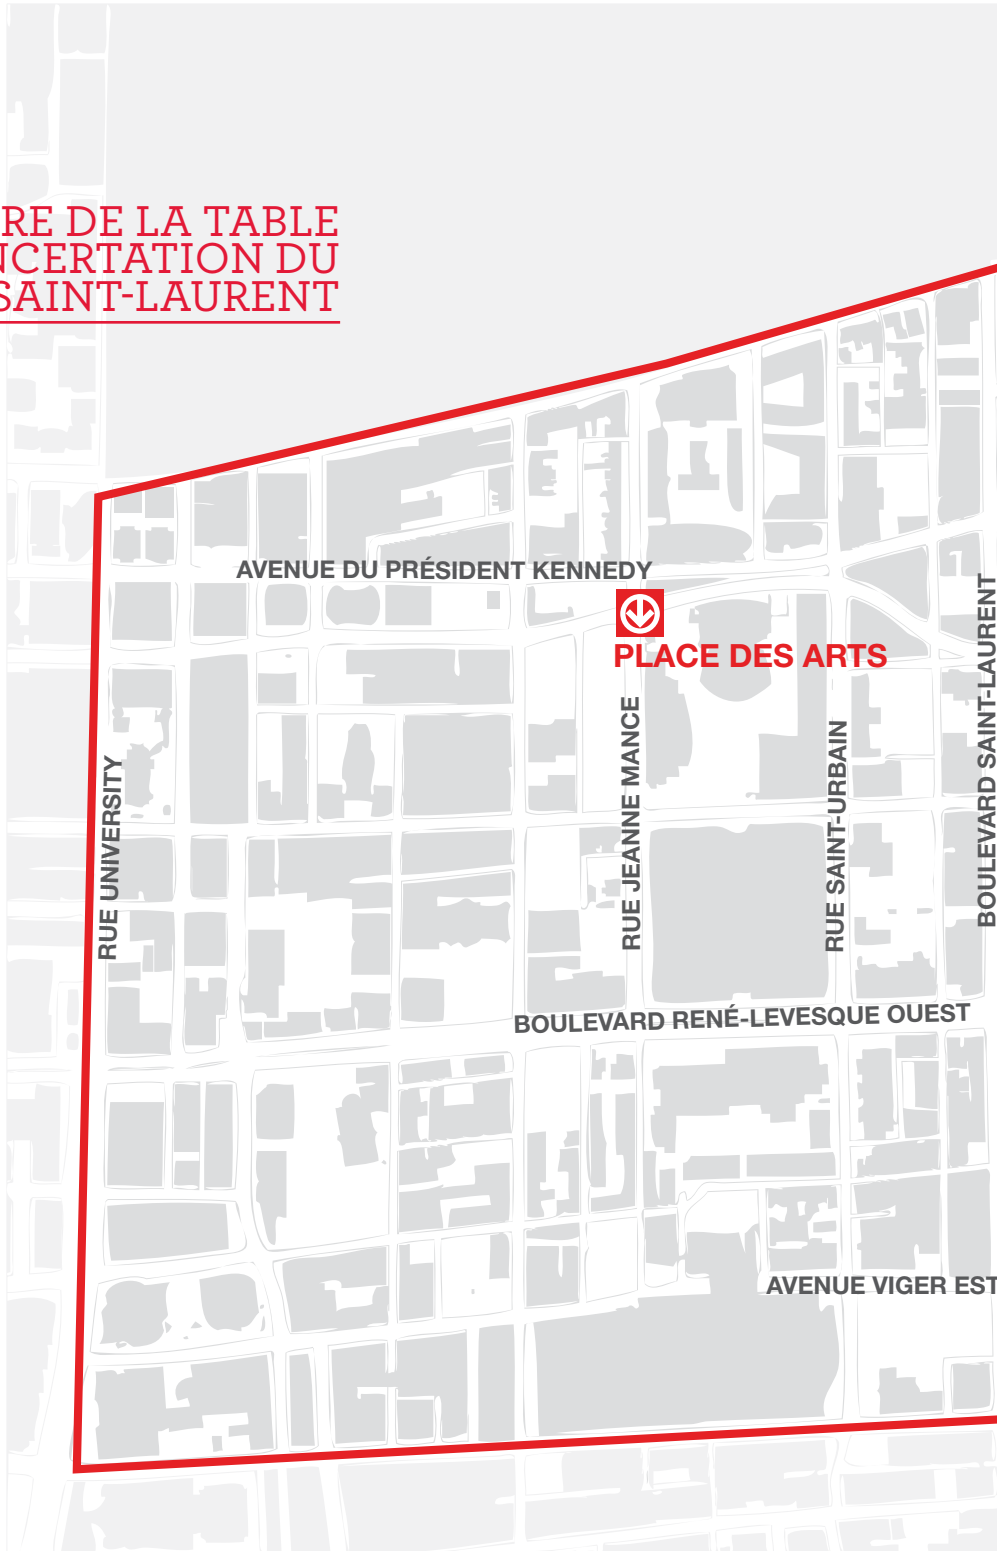 RE DE LA TABLE
NCERTATION DU
SAINT-LAURENT
AVENUE DU PRÉSIDENT KENNEDY
PLACE DES ARTS
RUE UNIVERSITY
RUE JEANNE MANCE
RUE SAINT-URBAIN
BOULEVARD SAINT-LAURENT
BOULEVARD RENÉ-LEVESQUE OUEST
AVENUE VIGER EST